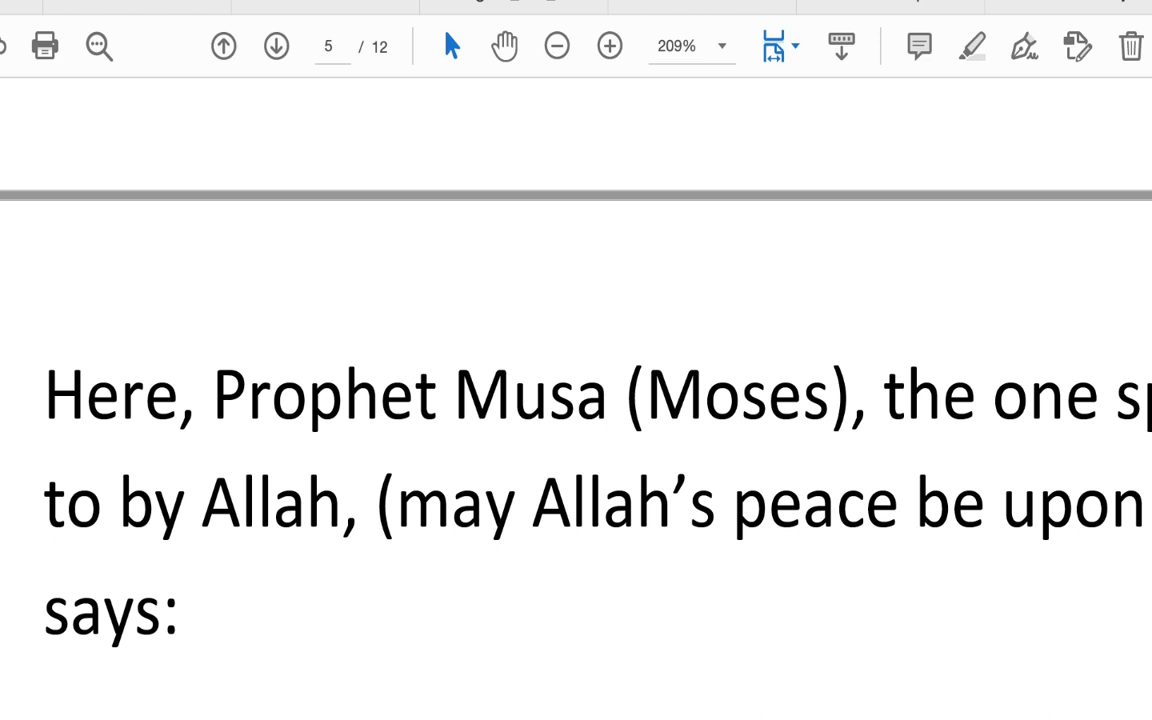 5 / 12
209%
Here, Prophet Musa (Moses), the one
to by Allah, (may Allah’s peace be upon
says: